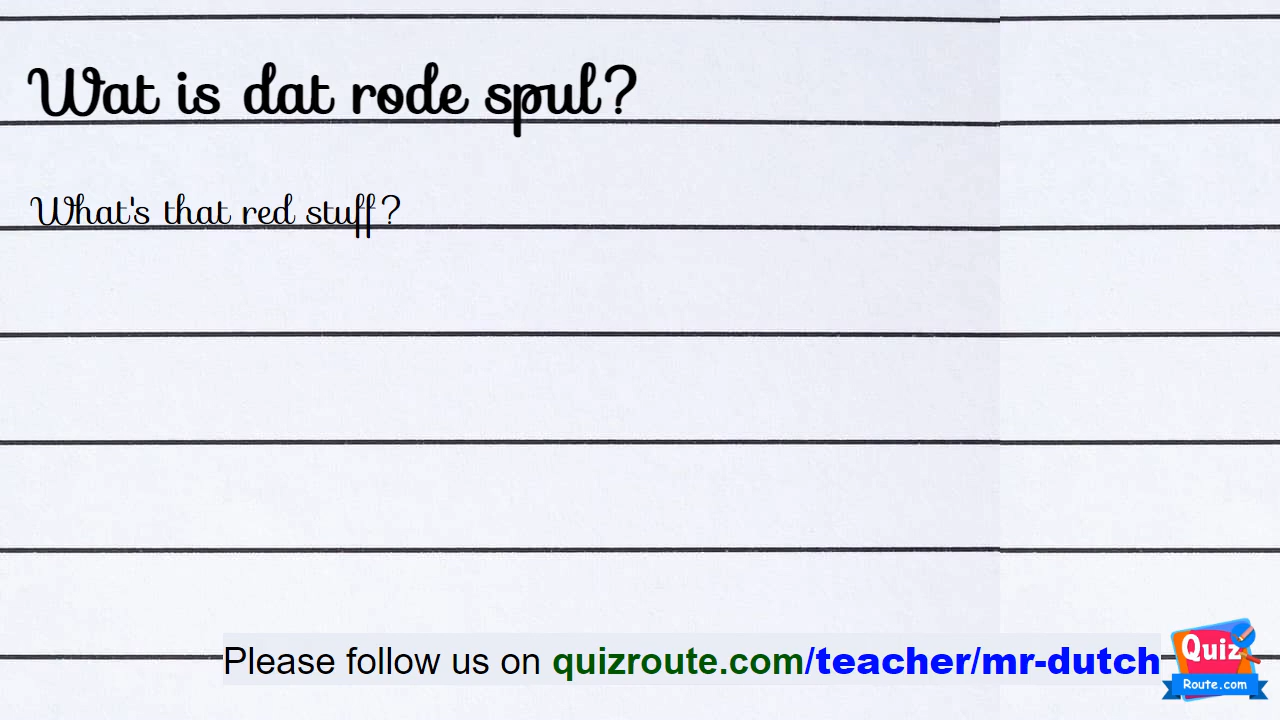 Wat is dat rode spul?
What's that red stuff?
Please follow us on quizroute.com/teacher/mr-dutch
Quiz
Route.com